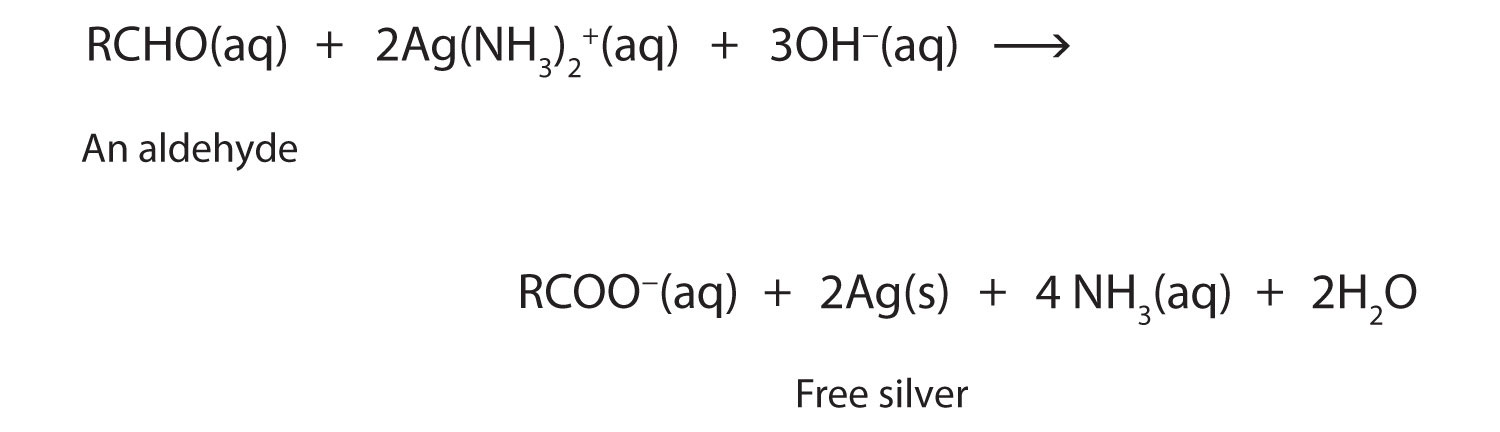 RCHO(aq) + 2Ag(NH₃)₂⁺(aq) + 3OH⁻(aq) ⟶
An aldehyde
RCOO⁻(aq) + 2Ag(s) + 4 NH₃(aq) + 2H₂O
Free silver